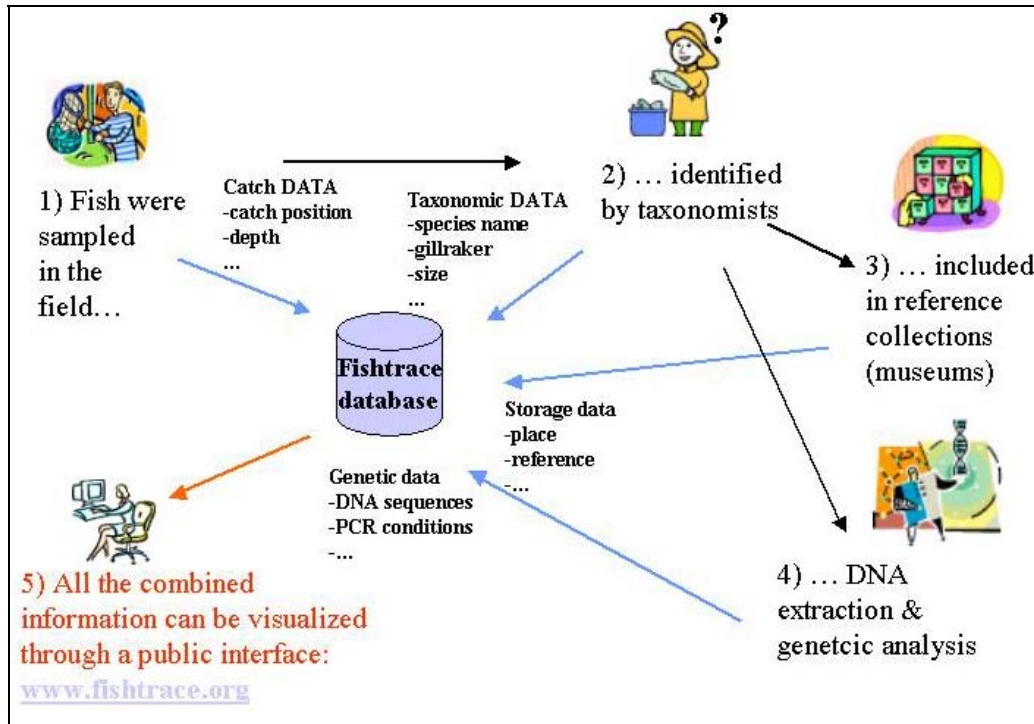 ?
1) Fish were
sampled
in the
field…
Catch DATA
-catch position
-depth
…
Taxonomic DATA
-species name
-gillraker
-size
…
2) … identified
by taxonomists
3) … included
in reference
collections
(museums)
Fishtrace
database
Storage data
-place
-reference
-…
Genetic data
-DNA sequences
-PCR conditions
-…
4) … DNA
extraction &
genetcic analysis
5) All the combined
information can be visualized
through a public interface:
www.fishtrace.org